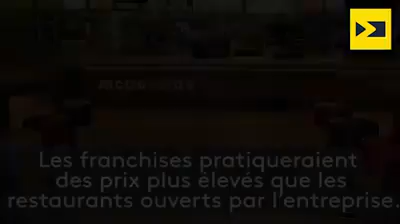 Les franchises pratiqueraient
des prix plus élevés que les
restaurants ouverts par l'entreprise.